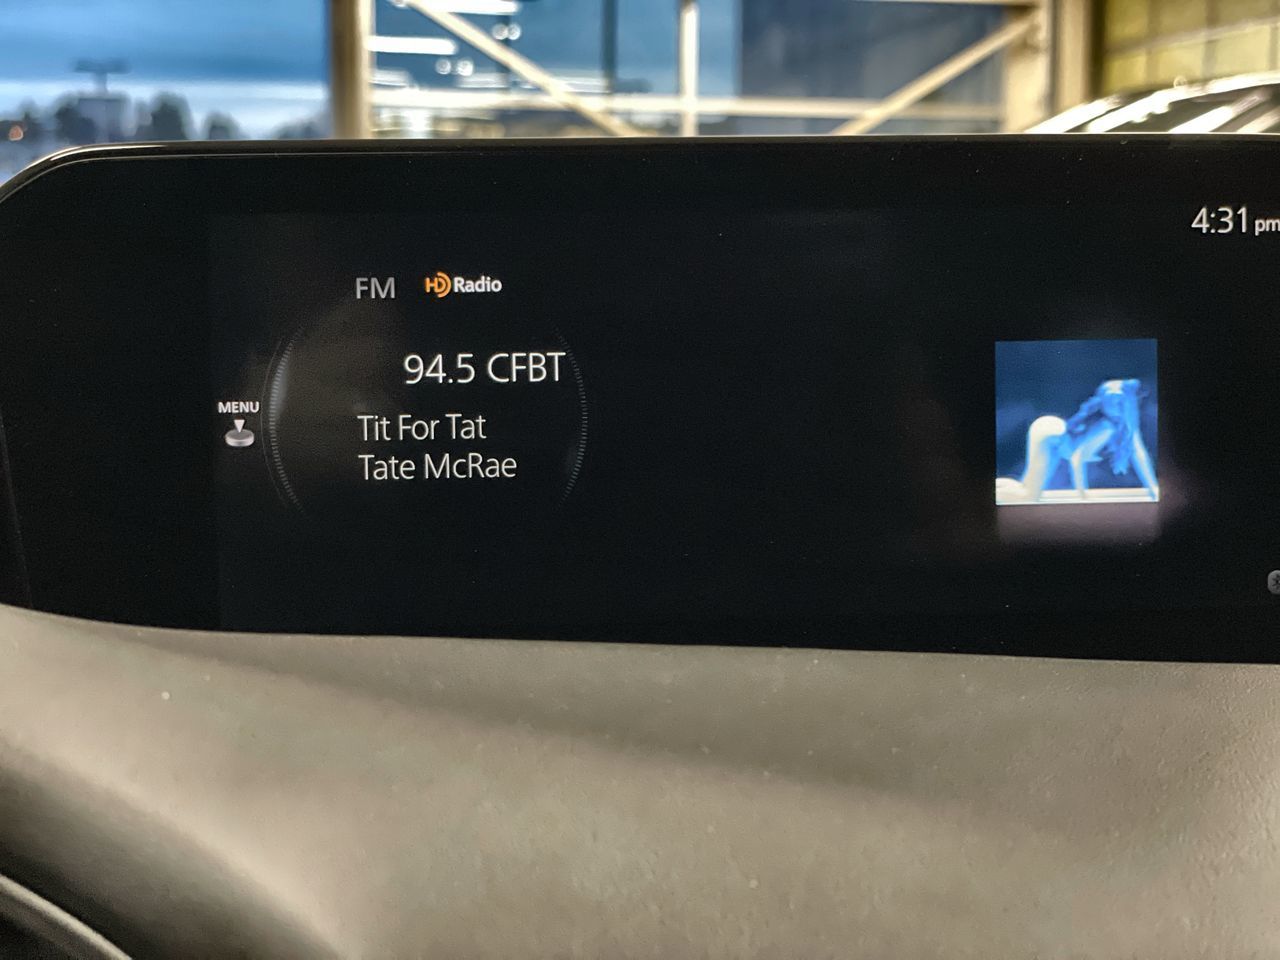 4:31 pm
FM HD Radio
94.5 CFBT
MENU
Tit For Tat
Tate McRae